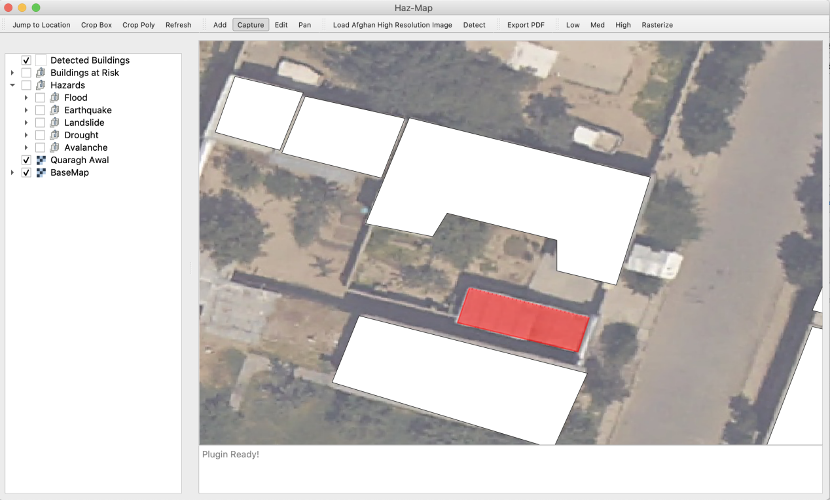 Haz-Map
Jump to Location Crop Box Crop Poly Refresh Add Capture Edit Pan Load Afghan High Resolution Image Detect Export PDF Low Med High Rasterize
Detected Buildings
Buildings at Risk
Hazards
Flood
Earthquake
Landslide
Drought
Avalanche
Quaragh Awal
BaseMap
Plugin Ready!